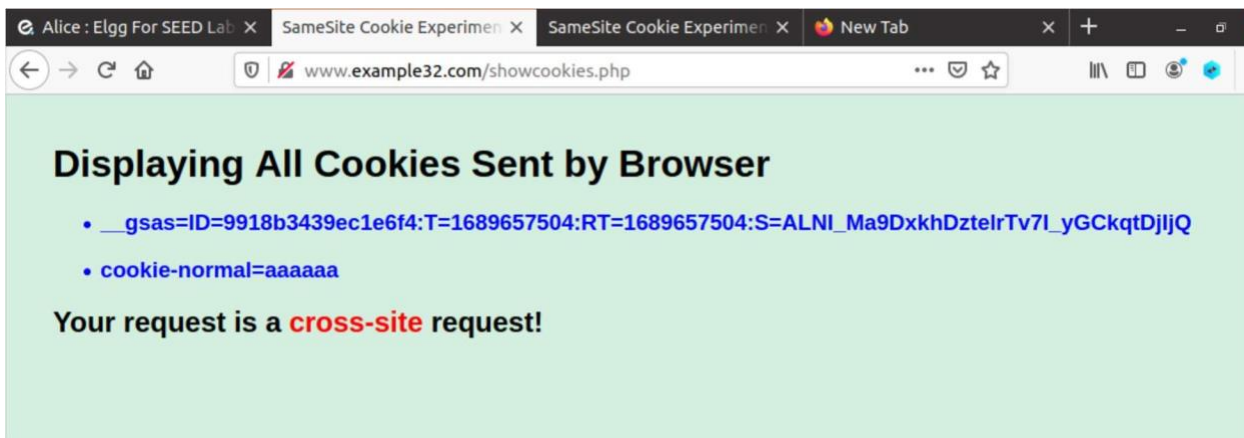 Alice : Elgg For SEED Lab
SameSite Cookie Experimen
SameSite Cookie Experimen
New Tab
www.example32.com/showcookies.php
Displaying All Cookies Sent by Browser
• __gsas=ID=9918b3439ec1e6f4:T=1689657504:RT=1689657504:S=ALNI_Ma9DxkhDztelrTv7I_yGCkqtDjIjQ
• cookie-normal=aaaaaa
Your request is a cross-site request!